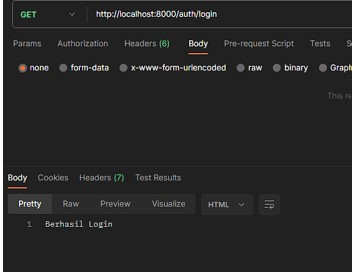 GET http://localhost:8000/auth/login
Params Authorization Headers (6) Body Pre-request Script Tests
none form-data x-www-form-urlencoded raw binary
This
Body Cookies Headers (7) Test Results
Pretty Raw Preview Visualize HTML
1 Berhasil Login